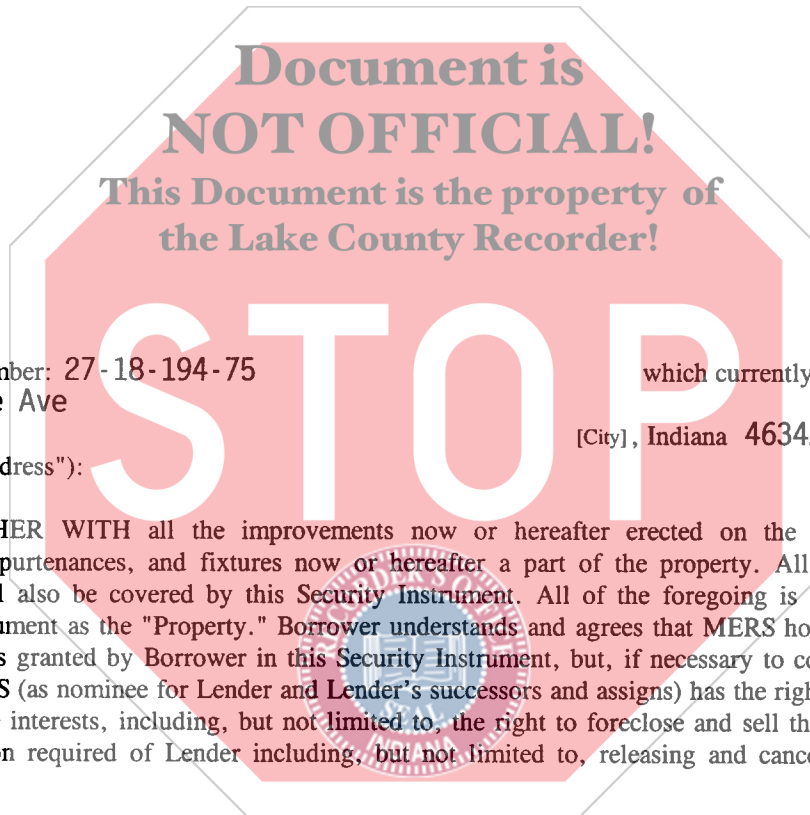 Document is
NOT OFFICIAL!
This Document is the property of
the Lake County Recorder!
STOP
mber: 27-18-194-75 which currently
e Ave
[City], Indiana 4634
dress"):
HER WITH all the improvements now or hereafter erected on the
purtenances, and fixtures now or hereafter a part of the property. All
l also be covered by this Security Instrument. All of the foregoing is
ument as the "Property." Borrower understands and agrees that MERS ho
s granted by Borrower in this Security Instrument, but, if necessary to co
S (as nominee for Lender and Lender's successors and assigns) has the righ
interests, including, but not limited to, the right to foreclose and sell th
on required of Lender including, but not limited to, releasing and cance
RECORDER'S OFFICE
SEAL
INDIANA